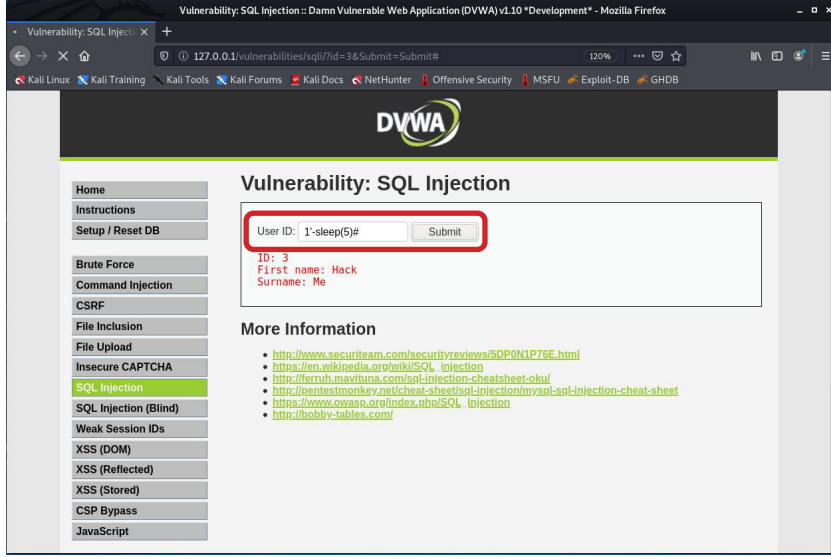 Vulnerability: SQL Injection :: Damn Vulnerable Web Application (DVWA) v1.10 *Development* - Mozilla Firefox
Vulnerability: SQL Injecti
127.0.0.1/vulnerabilities/sqli/?id=3&Submit=Submit#
120%
Kali Linux Kali Training Kali Tools Kali Forums Kali Docs NetHunter Offensive Security MSFU Exploit-DB GHDB
DVWA
Home
Instructions
Setup / Reset DB
Brute Force
Command Injection
CSRF
File Inclusion
File Upload
Insecure CAPTCHA
SQL Injection
SQL Injection (Blind)
Weak Session IDs
XSS (DOM)
XSS (Reflected)
XSS (Stored)
CSP Bypass
JavaScript
Vulnerability: SQL Injection
User ID: 1'-sleep(5)# Submit
ID: 3
First name: Hack
Surname: Me
More Information
http://www.securiteam.com/securityreviews/5DP0N1P76E.html
https://en.wikipedia.org/wiki/SQL_injection
http://ferruh.mavituna.com/sql-injection-cheatsheet-oku/
http://pentestmonkey.net/cheat-sheet/sql-injection/mysql-sql-injection-cheat-sheet
https://www.owasp.org/index.php/SQL_Injection
http://bobby-tables.com/